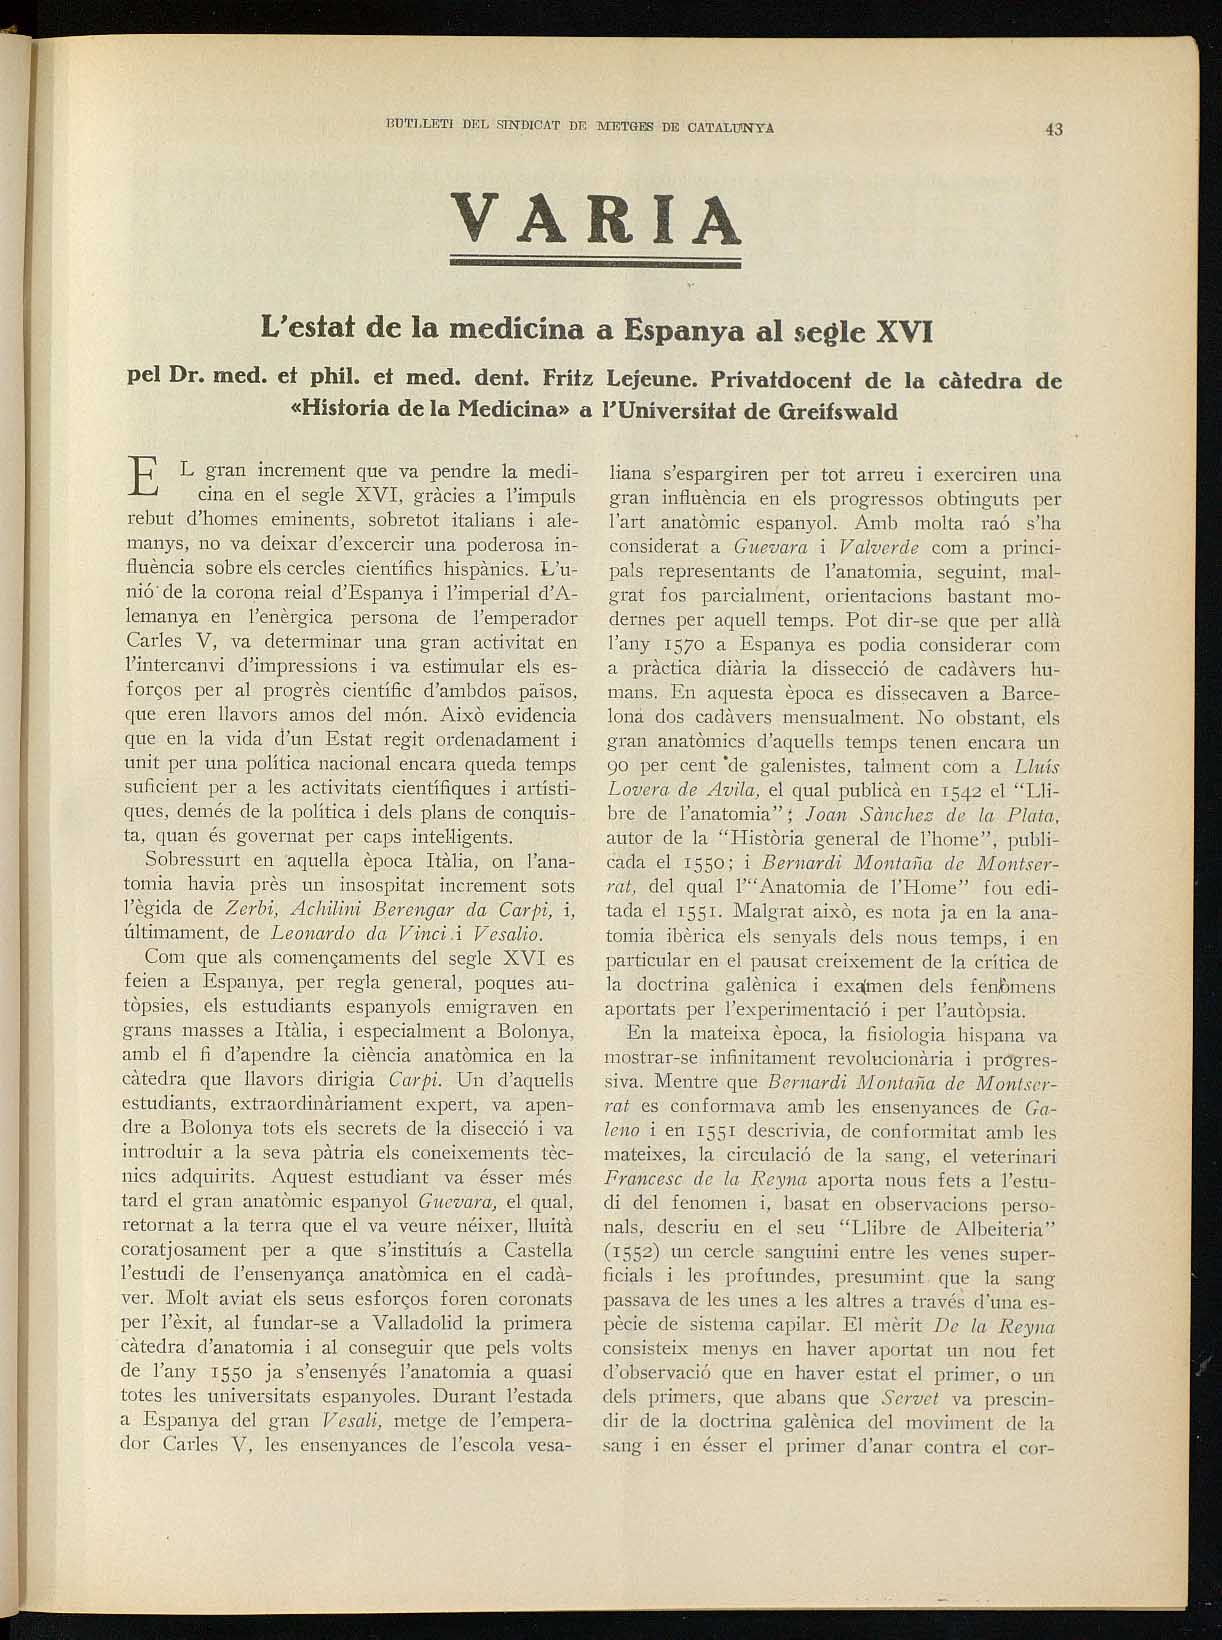 BUTLLETI DEL SINDICAT DE METGES DE CATALUNYA
43
VARIA
L'estat de la medicina a Espanya al segle XVI
pel Dr. med. et phil. et med. dent. Fritz Lejeune. Privatdocent de la càtedra de
«Historia de la Medicina» a l'Universitat de Greifswald
EL gran increment que va pendre la medi-
cina en el segle XVI, gràcies a l'impuls
rebut d'homes eminents, sobretot italians i ale-
manys, no va deixar d'excercir una poderosa in-
fluència sobre els cercles científics hispànics. L'u-
nió de la corona reial d'Espanya i l'imperial d'A-
lemanya en l'enèrgica persona de l'emperador
Carles V, va determinar una gran activitat en
l'intercanvi d'impressions i va estimular els es-
forços per al progrès científic d'ambdos països,
que eren llavors amos del món. Això evidencia
que en la vida d'un Estat regit ordenadament i
unit per una política nacional encara queda temps
suficient per a les activitats científiques i artísti-
ques, demés de la política i dels plans de conquis-
ta, quan és governat per caps intel·ligents.
Sobressurt en aquella època Itàlia, on l'ana-
tomia havia près un insospitat increment sots
l'ègida de Zerbi, Achilini Berengar da Carpi, i,
últimament, de Leonardo da Vinci i Vesalio.
Com que als començaments del segle XVI es
feien a Espanya, per regla general, poques au-
tòpsies, els estudiants espanyols emigraven en
grans masses a Itàlia, i especialment a Bolonya,
amb el fi d'apendre la ciència anatòmica en la
càtedra que llavors dirigia Carpi. Un d'aquells
estudiants, extraordinàriament expert, va apen-
dre a Bolonya tots els secrets de la disecció i va
introduir a la seva pàtria els coneixements tèc-
nics adquirits. Aquest estudiant va ésser més
tard el gran anatòmic espanyol Guevara, el qual,
retornat a la terra que el va veure néixer, lluità
coratjosament per a que s'instituís a Castella
l'estudi de l'ensenyança anatòmica en el cadà-
ver. Molt aviat els seus esforços foren coronats
per l'èxit, al fundar-se a Valladolid la primera
càtedra d'anatomia i al conseguir que pels volts
de l'any 1550 ja s'ensenyés l'anatomia a quasi
totes les universitats espanyoles. Durant l'estada
a Espanya del gran Vesali, metge de l'empera-
dor Carles V, les ensenyances de l'escola vesa-
liana s'espargiren per tot arreu i exerciren una
gran influència en els progressos obtinguts per
l'art anatòmic espanyol. Amb molta raó s'ha
considerat a Guevara i Valverde com a princi-
pals representants de l'anatomia, seguint, mal-
grat fos parcialment, orientacions bastant mo-
dernes per aquell temps. Pot dir-se que per allà
l'any 1570 a Espanya es podia considerar com
a pràctica diària la dissecció de cadàvers hu-
mans. En aquesta època es dissecaven a Barce-
lona dos cadàvers mensualment. No obstant, els
gran anatòmics d'aquells temps tenen encara un
90 per cent de galenistes, talment com a Lluís
Lovera de Avila, el qual publicà en 1542 el "Lli-
bre de l'anatomia"; Joan Sànchez de la Plata,
autor de la "Història general de l'home", publi-
cada el 1550; i Bernardi Montaña de Montser-
rat, del qual l'"Anatomia de l'Home" fou edi-
tada el 1551. Malgrat això, es nota ja en la ana-
tomia ibèrica els senyals dels nous temps, i en
particular en el pausat creixement de la crítica de
la doctrina galènica i examen dels fenòmens
aportats per l'experimentació i per l'autòpsia.
En la mateixa època, la fisiologia hispana va
mostrar-se infinitament revolucionària i progres-
siva. Mentre que Bernardi Montaña de Montser-
rat es conformava amb les ensenyances de Ga-
leno i en 1551 descrivia, de conformitat amb les
mateixes, la circulació de la sang, el veterinari
Francesc de la Reyna aporta nous fets a l'estu-
di del fenomen i, basat en observacions perso-
nals, descriu en el seu "Llibre de Albeiteria"
(1552) un cercle sanguini entre les venes super-
ficials i les profundes, presumint que la sang
passava de les unes a les altres a través d'una es-
pècie de sistema capilar. El mèrit De la Reyna
consisteix menys en haver aportat un nou fet
d'observació que en haver estat el primer, o un
dels primers, que abans que Servet va prescin-
dir de la doctrina galènica del moviment de la
sang i en ésser el primer d'anar contra el cor-